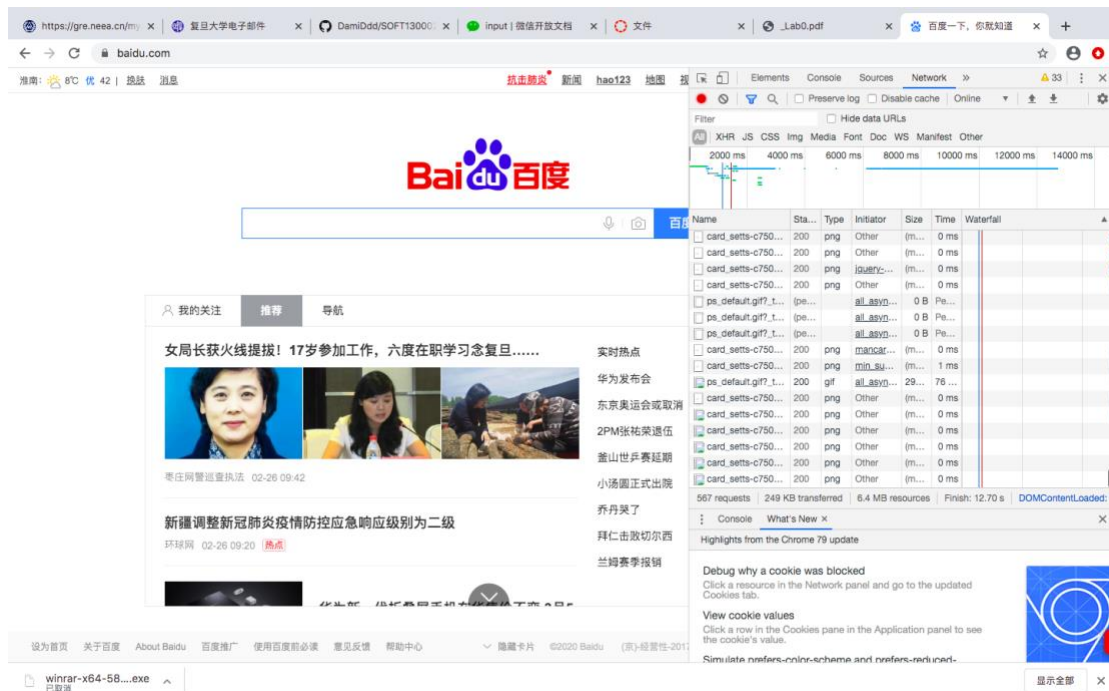 https://gre.neea.cn/my
复旦大学电子邮件
DamiDdd/SOFT13000
input | 微信开放文档
文件
_Lab0.pdf
百度一下，你就知道
baidu.com
淮南: 8℃ 优 42 | 换肤 消息
抗击肺炎 新闻 hao123 地图 视
Elements Console Sources Network
33
Preserve log Disable cache Online
Filter
Hide data URLs
All XHR JS CSS Img Media Font Doc WS Manifest Other
2000 ms 4000 ms 6000 ms 8000 ms 10000 ms 12000 ms 14000 ms
Bai du 百度
百度
Name Sta... Type Initiator Size Time Waterfall
card_setts-c750... 200 png Other (m... 0 ms
card_setts-c750... 200 png Other (m... 0 ms
card_setts-c750... 200 png jquery-... (m... 0 ms
card_setts-c750... 200 png Other (m... 0 ms
ps_default.gif?_t... (pe... all_asyn... 0 B Pe...
ps_default.gif?_t... (pe... all_asyn... 0 B Pe...
ps_default.gif?_t... (pe... all_asyn... 0 B Pe...
card_setts-c750... 200 png mancar... (m... 0 ms
card_setts-c750... 200 png min_su... (m... 1 ms
ps_default.gif?_t... 200 gif all_asyn... 29... 76 ...
card_setts-c750... 200 png Other (m... 0 ms
card_setts-c750... 200 png Other (m... 0 ms
card_setts-c750... 200 png Other (m... 0 ms
card_setts-c750... 200 png Other (m... 0 ms
card_setts-c750... 200 png Other (m... 0 ms
card_setts-c750... 200 png Other (m... 0 ms
567 requests 249 KB transferred 6.4 MB resources Finish: 12.70 s DOMContentLoaded:
我的关注 推荐 导航
女局长获火线提拔！17岁参加工作，六度在职学习念复旦……
枣庄网警巡查执法 02-26 09:42
新疆调整新冠肺炎疫情防控应急响应级别为二级
环球网 02-26 09:20 热点
实时热点
华为发布会
东京奥运会或取消
2PM张祐荣退伍
釜山世乒赛延期
小汤圆正式出院
乔丹哭了
拜仁击败切尔西
兰姆赛季报销
Console What's New
Highlights from the Chrome 79 update
Debug why a cookie was blocked
Click a resource in the Network panel and go to the updated
Cookies tab.
View cookie values
Click a row in the Cookies pane in the Application panel to see
the cookie's value.
Simulate prefers-color-scheme and prefers-reduced-
设为首页 关于百度 About Baidu 百度推广 使用百度前必读 意见反馈 帮助中心 隐藏卡片 ©2020 Baidu (京)-经营性-2017
winrar-x64-58....exe
已取消
显示全部